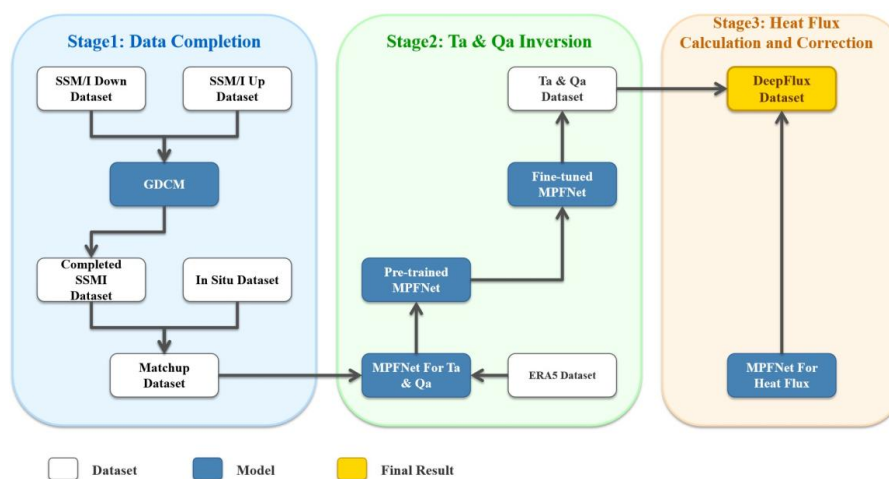 Stage1: Data Completion
SSM/I Down
Dataset
SSM/I Up
Dataset
GDCM
Completed
SSMI
Dataset
In Situ Dataset
Matchup
Dataset
Stage2: Ta & Qa Inversion
Ta & Qa
Dataset
Fine-tuned
MPFNet
Pre-trained
MPFNet
MPFNet For Ta
& Qa
ERA5 Dataset
Stage3: Heat Flux
Calculation and Correction
DeepFlux
Dataset
MPFNet For
Heat Flux
Dataset
Model
Final Result